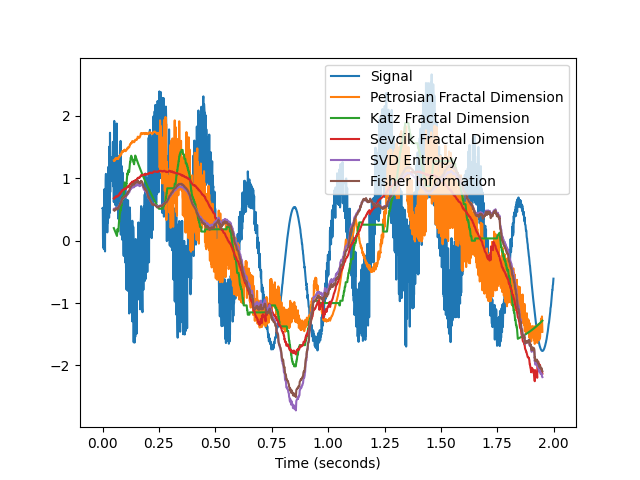 Signal
Petrosian Fractal Dimension
Katz Fractal Dimension
Sevcik Fractal Dimension
SVD Entropy
Fisher Information
2
1
0
−1
−2
0.00 0.25 0.50 0.75 1.00 1.25 1.50 1.75 2.00
Time (seconds)